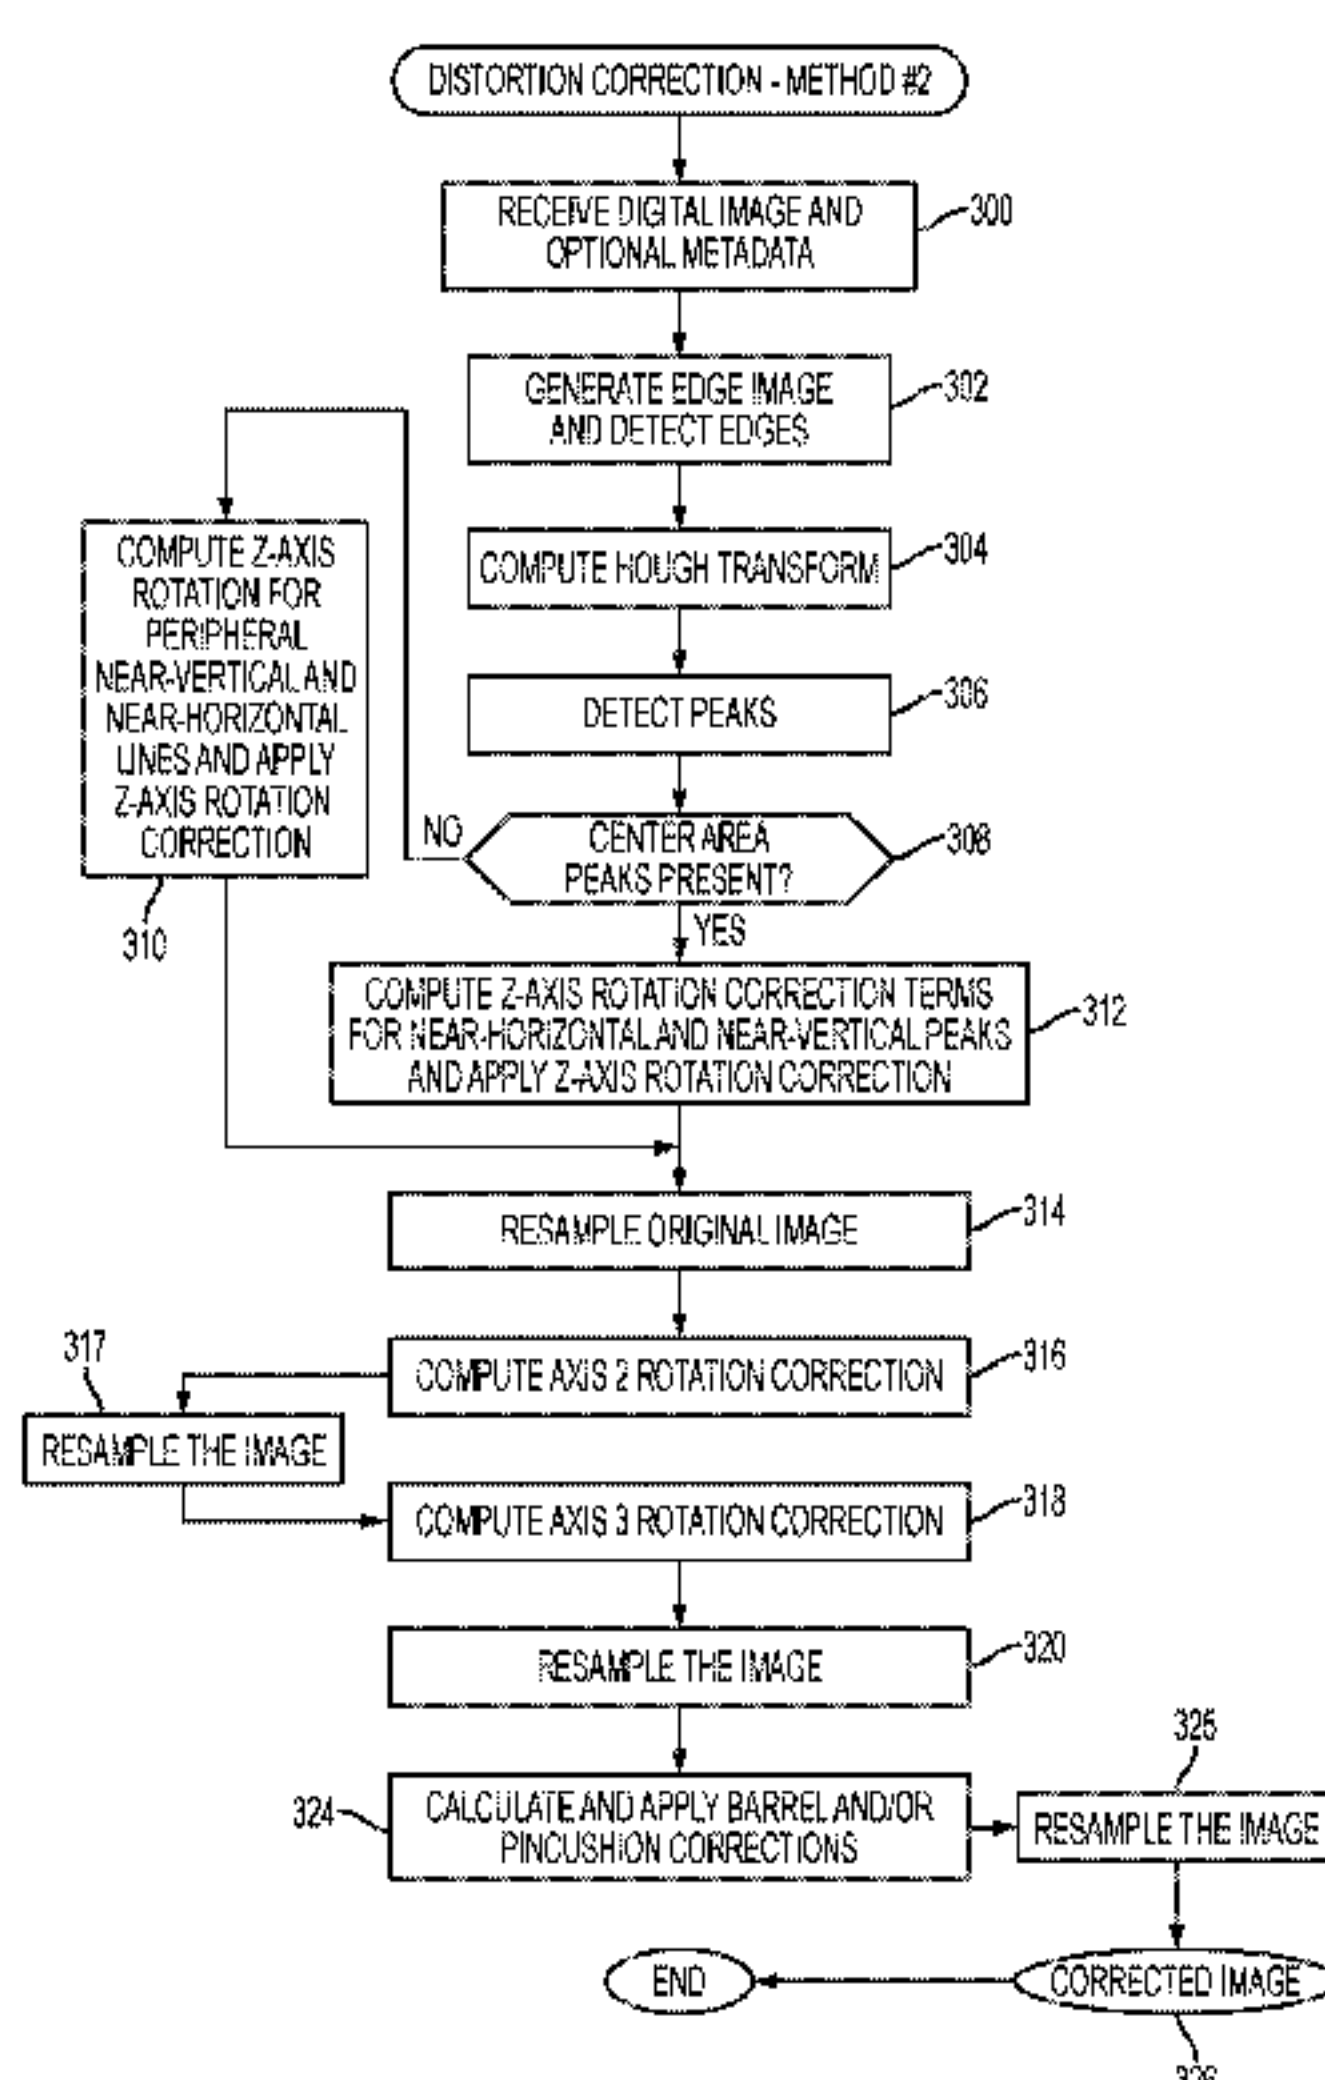 DISTORTION CORRECTION - METHOD #2
RECEIVE DIGITAL IMAGE AND
OPTIONAL METADATA
300
GENERATE EDGE IMAGE
AND DETECT EDGES
302
COMPUTE HOUGH TRANSFORM
304
DETECT PEAKS
306
CENTER AREA
PEAKS PRESENT?
308
NO
YES
COMPUTE Z-AXIS
ROTATION FOR
PERIPHERAL
NEAR-VERTICAL AND
NEAR-HORIZONTAL
LINES AND APPLY
Z-AXIS ROTATION
CORRECTION
310
COMPUTE Z-AXIS ROTATION CORRECTION TERMS
FOR NEAR-HORIZONTAL AND NEAR-VERTICAL PEAKS
AND APPLY Z-AXIS ROTATION CORRECTION
312
RESAMPLE ORIGINAL IMAGE
314
COMPUTE AXIS 2 ROTATION CORRECTION
316
317
RESAMPLE THE IMAGE
COMPUTE AXIS 3 ROTATION CORRECTION
318
RESAMPLE THE IMAGE
320
324
CALCULATE AND APPLY BARREL AND/OR
PINCUSHION CORRECTIONS
325
RESAMPLE THE IMAGE
CORRECTED IMAGE
END